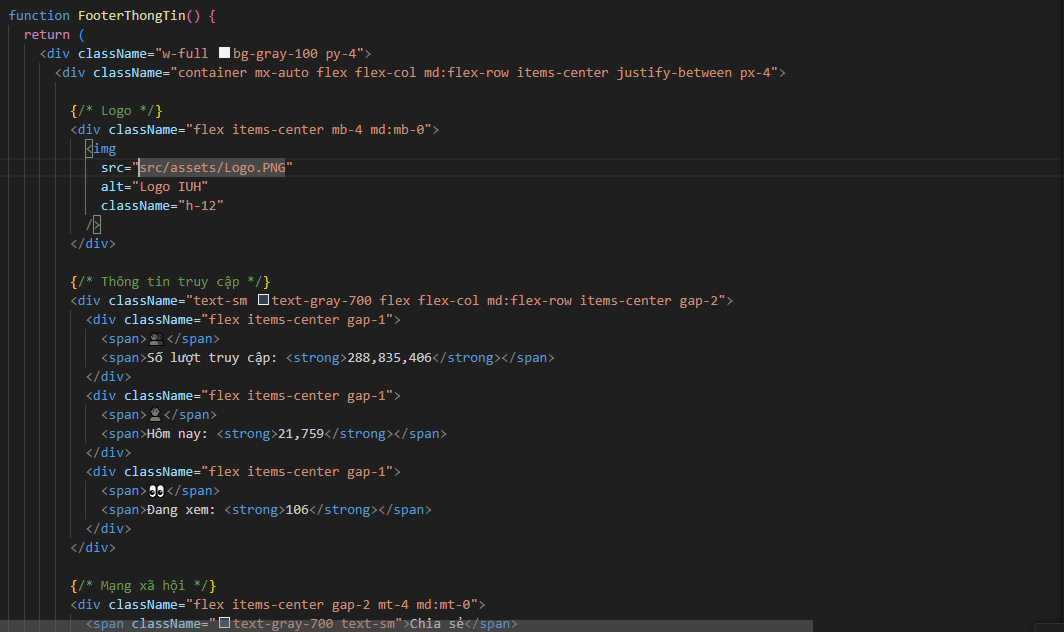 function FooterThongTin() {
return (
<div className="w-full bg-gray-100 py-4">
<div className="container mx-auto flex flex-col md:flex-row items-center justify-between px-4">
{/* Logo */}
<div className="flex items-center mb-4 md:mb-0">
<img
src="src/assets/Logo.PNG"
alt="Logo IUH"
className="h-12"
/>
</div>
{/* Thông tin truy cập */}
<div className="text-sm text-gray-700 flex flex-col md:flex-row items-center gap-2">
<div className="flex items-center gap-1">
<span>👥</span>
<span>Số lượt truy cập: <strong>288,835,406</strong></span>
</div>
<div className="flex items-center gap-1">
<span>👤</span>
<span>Hôm nay: <strong>21,759</strong></span>
</div>
<div className="flex items-center gap-1">
<span>👀</span>
<span>Đang xem: <strong>106</strong></span>
</div>
</div>
{/* Mạng xã hội */}
<div className="flex items-center gap-2 mt-4 md:mt-0">
<span className="text-gray-700 text-sm">Chia sẻ</span>